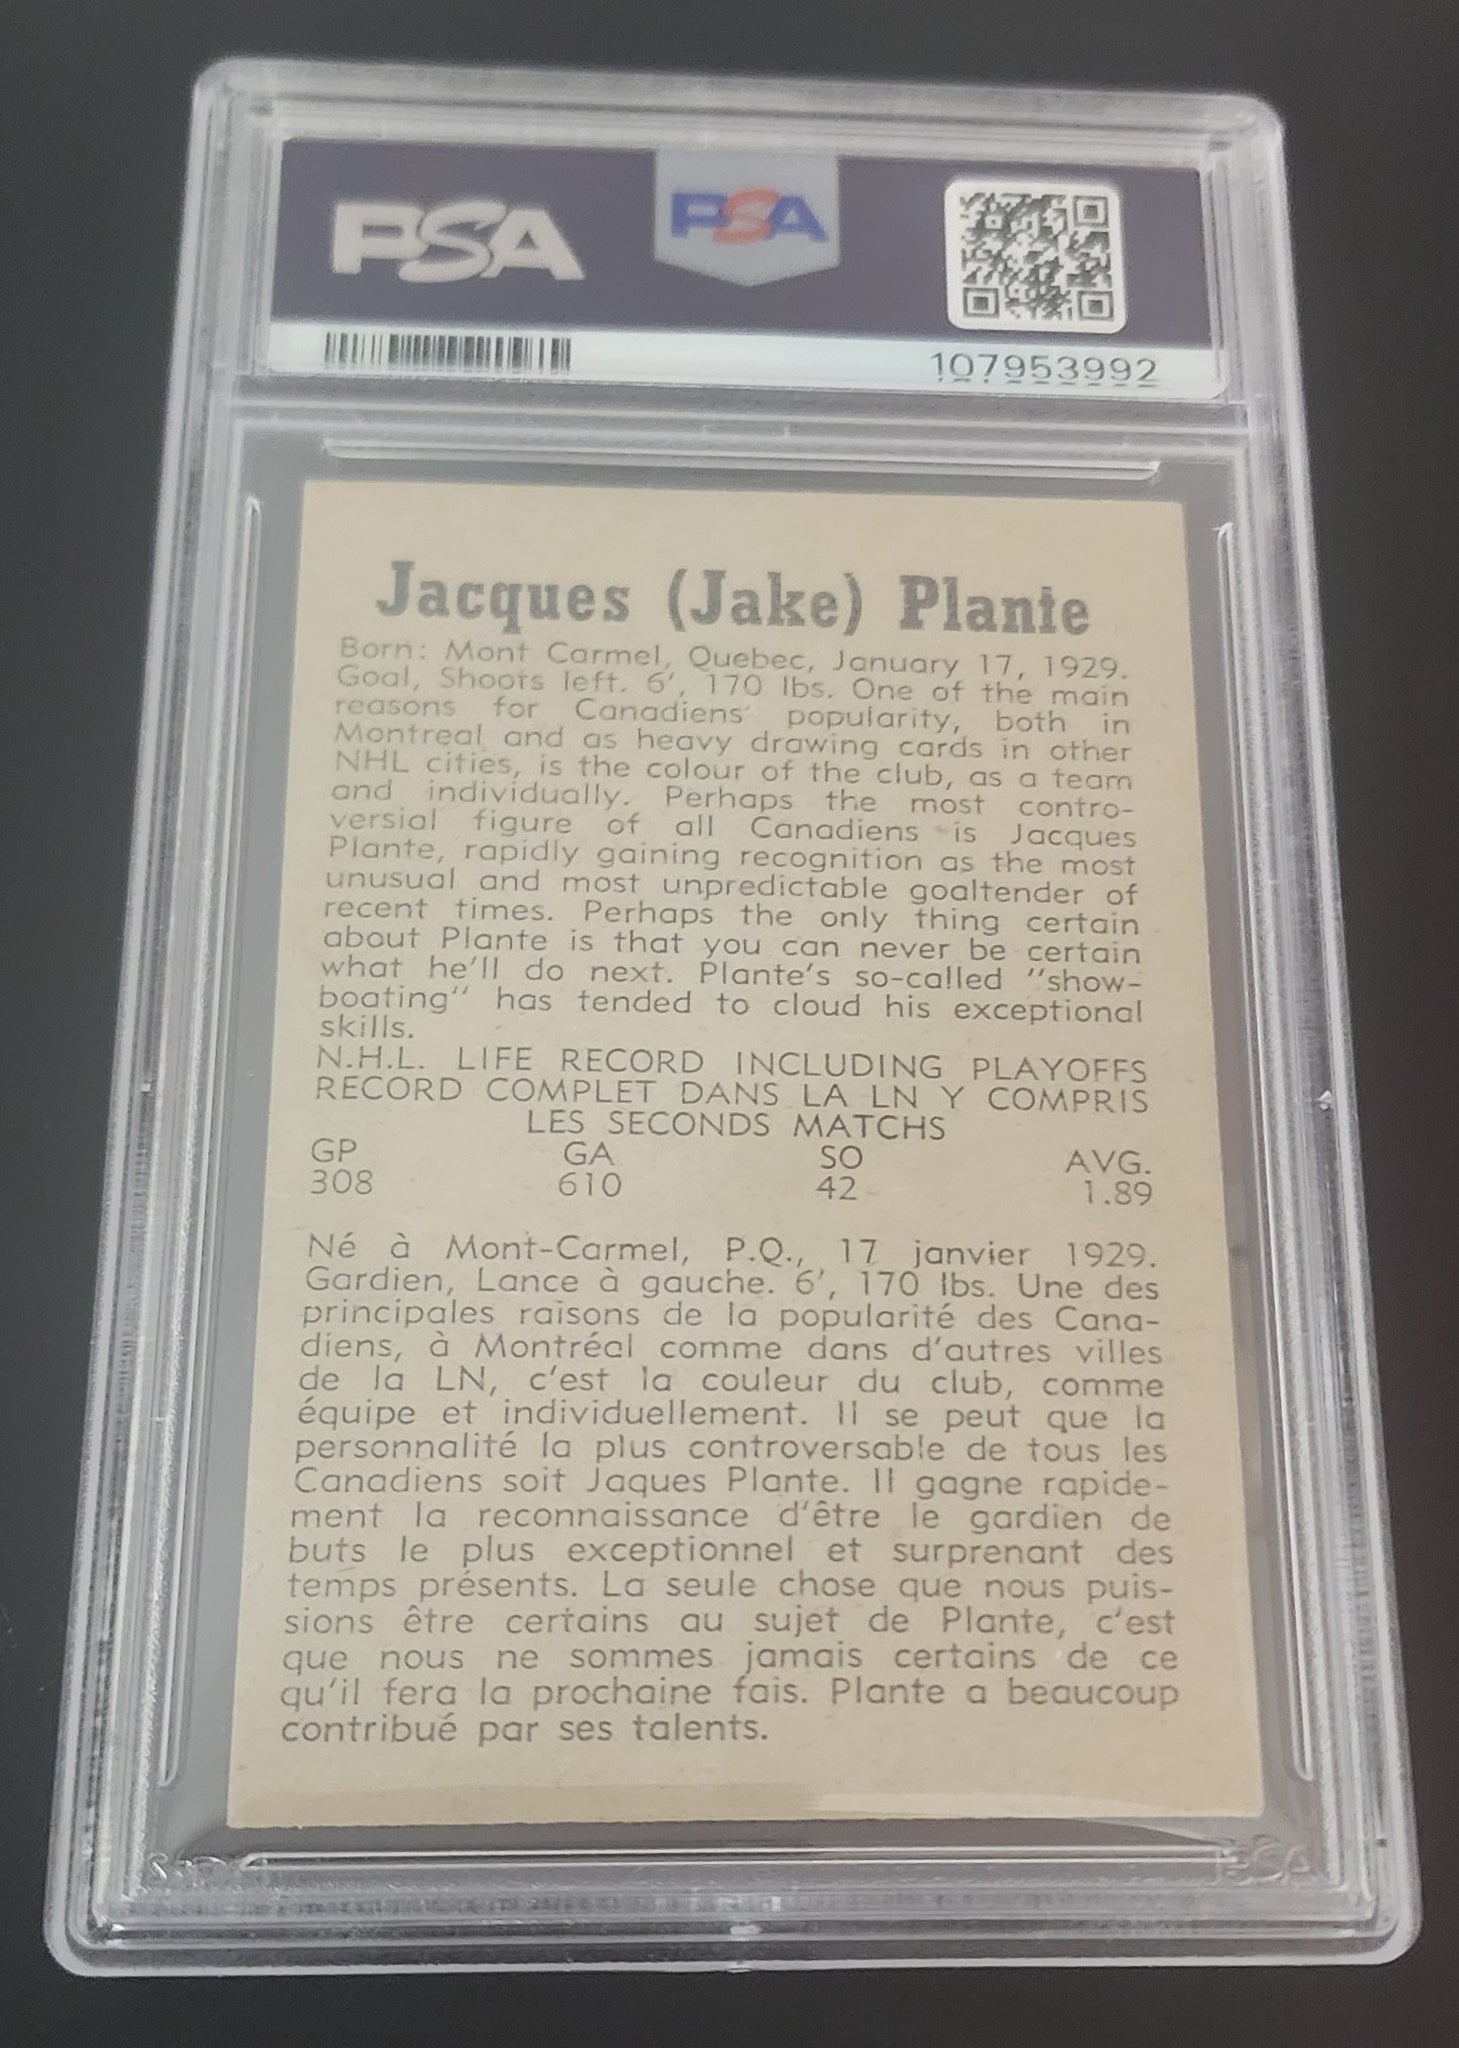 PSA
PSA
107953992
Jacques (Jake) Plante
Born: Mont Carmel, Quebec, January 17, 1929.
Goal, Shoots left. 6', 170 lbs. One of the main
reasons for Canadiens' popularity, both in
Montreal and as heavy drawing cards in other
NHL cities, is the colour of the club, as a team
and individually. Perhaps the most contro-
versial figure of all Canadiens is Jacques
Plante, rapidly gaining recognition as the most
unusual and most unpredictable goaltender of
recent times. Perhaps the only thing certain
about Plante is that you can never be certain
what he'll do next. Plante's so-called "show-
boating" has tended to cloud his exceptional
skills.
N.H.L. LIFE RECORD INCLUDING PLAYOFFS
RECORD COMPLET DANS LA LN Y COMPRIS
LES SECONDS MATCHS
GP GA SO AVG.
308 610 42 1.89
Né à Mont-Carmel, P.Q., 17 janvier 1929.
Gardien, Lance à gauche. 6', 170 lbs. Une des
principales raisons de la popularité des Cana-
diens, à Montréal comme dans d'autres villes
de la LN, c'est la couleur du club, comme
équipe et individuellement. Il se peut que la
personnalité la plus controversable de tous les
Canadiens soit Jaques Plante. Il gagne rapide-
ment la reconnaissance d'être le gardien de
buts le plus exceptionnel et surprenant des
temps présents. La seule chose que nous puis-
sions être certains au sujet de Plante, c'est
que nous ne sommes jamais certains de ce
qu'il fera la prochaine fais. Plante a beaucoup
contribué par ses talents.